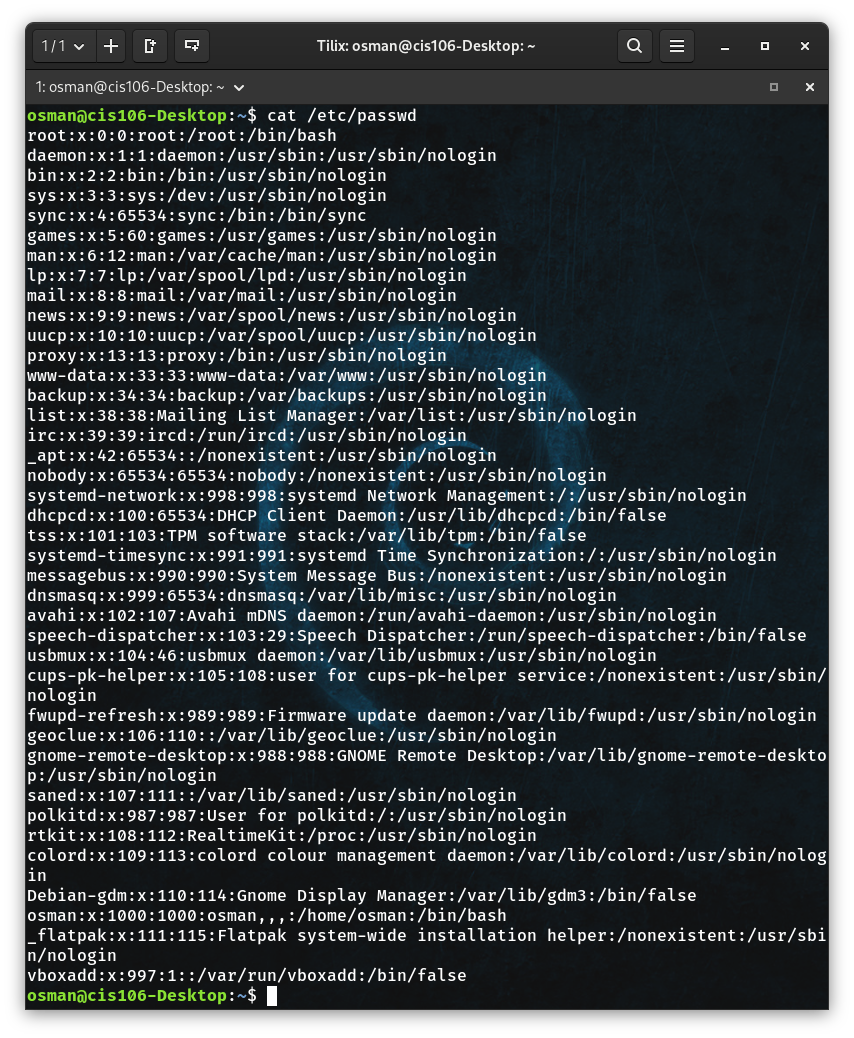 1 / 1
Tilix: osman@cis106-Desktop: ~
1: osman@cis106-Desktop: ~
osman@cis106-Desktop:~$ cat /etc/passwd
root:x:0:0:root:/root:/bin/bash
daemon:x:1:1:daemon:/usr/sbin:/usr/sbin/nologin
bin:x:2:2:bin:/bin:/usr/sbin/nologin
sys:x:3:3:sys:/dev:/usr/sbin/nologin
sync:x:4:65534:sync:/bin:/bin/sync
games:x:5:60:games:/usr/games:/usr/sbin/nologin
man:x:6:12:man:/var/cache/man:/usr/sbin/nologin
lp:x:7:7:lp:/var/spool/lpd:/usr/sbin/nologin
mail:x:8:8:mail:/var/mail:/usr/sbin/nologin
news:x:9:9:news:/var/spool/news:/usr/sbin/nologin
uucp:x:10:10:uucp:/var/spool/uucp:/usr/sbin/nologin
proxy:x:13:13:proxy:/bin:/usr/sbin/nologin
www-data:x:33:33:www-data:/var/www:/usr/sbin/nologin
backup:x:34:34:backup:/var/backups:/usr/sbin/nologin
list:x:38:38:Mailing List Manager:/var/list:/usr/sbin/nologin
irc:x:39:39:ircd:/run/ircd:/usr/sbin/nologin
_apt:x:42:65534::/nonexistent:/usr/sbin/nologin
nobody:x:65534:65534:nobody:/nonexistent:/usr/sbin/nologin
systemd-network:x:998:998:systemd Network Management:/:/usr/sbin/nologin
dhcpcd:x:100:65534:DHCP Client Daemon:/usr/lib/dhcpcd:/bin/false
tss:x:101:103:TPM software stack:/var/lib/tpm:/bin/false
systemd-timesync:x:991:991:systemd Time Synchronization:/:/usr/sbin/nologin
messagebus:x:990:990:System Message Bus:/nonexistent:/usr/sbin/nologin
dnsmasq:x:999:65534:dnsmasq:/var/lib/misc:/usr/sbin/nologin
avahi:x:102:107:Avahi mDNS daemon:/run/avahi-daemon:/usr/sbin/nologin
speech-dispatcher:x:103:29:Speech Dispatcher:/run/speech-dispatcher:/bin/false
usbmux:x:104:46:usbmux daemon:/var/lib/usbmux:/usr/sbin/nologin
cups-pk-helper:x:105:108:user for cups-pk-helper service:/nonexistent:/usr/sbin/
nologin
fwupd-refresh:x:989:989:Firmware update daemon:/var/lib/fwupd:/usr/sbin/nologin
geoclue:x:106:110::/var/lib/geoclue:/usr/sbin/nologin
gnome-remote-desktop:x:988:988:GNOME Remote Desktop:/var/lib/gnome-remote-deskto
p:/usr/sbin/nologin
saned:x:107:111::/var/lib/saned:/usr/sbin/nologin
polkitd:x:987:987:User for polkitd:/:/usr/sbin/nologin
rtkit:x:108:112:RealtimeKit:/proc:/usr/sbin/nologin
colord:x:109:113:colord colour management daemon:/var/lib/colord:/usr/sbin/nolog
in
Debian-gdm:x:110:114:Gnome Display Manager:/var/lib/gdm3:/bin/false
osman:x:1000:1000:osman,,,:/home/osman:/bin/bash
_flatpak:x:111:115:Flatpak system-wide installation helper:/nonexistent:/usr/sbi
n/nologin
vboxadd:x:997:1::/var/run/vboxadd:/bin/false
osman@cis106-Desktop:~$